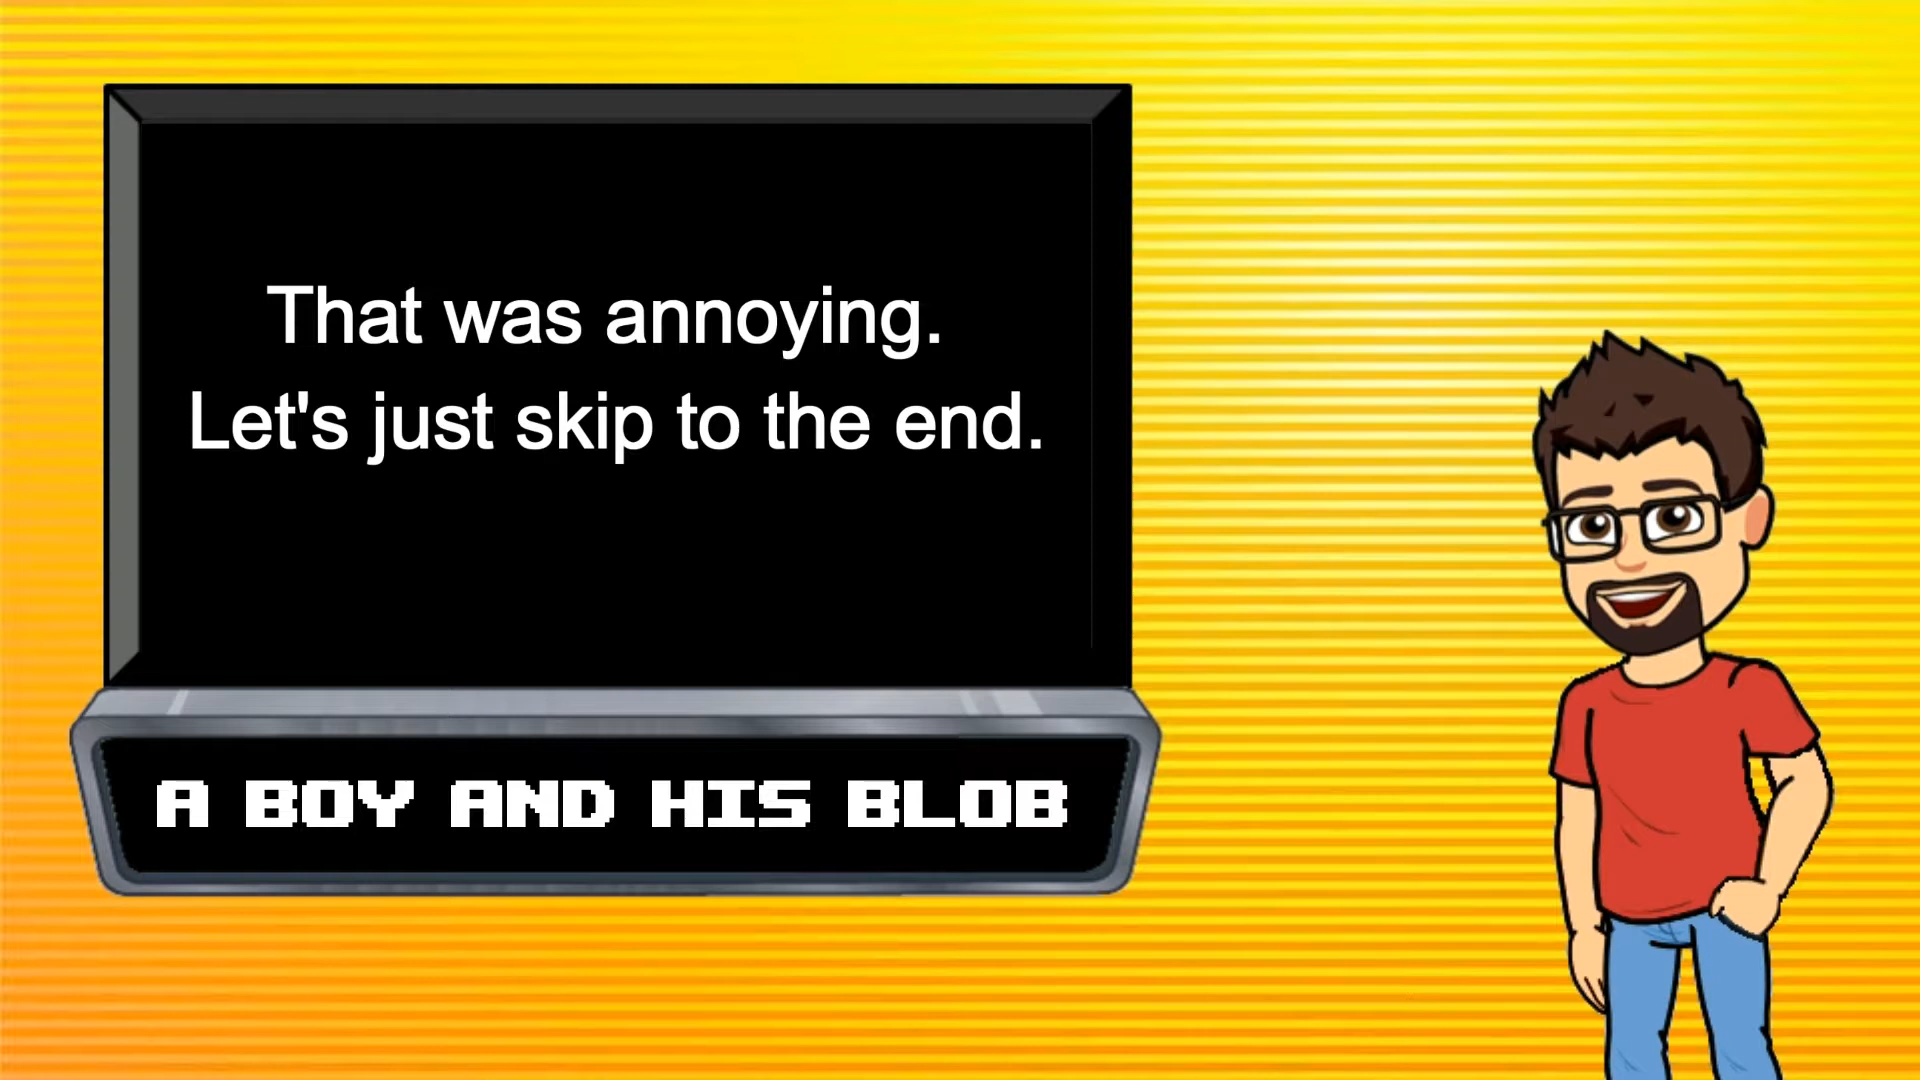 That was annoying.
Let's just skip to the end.
A BOY AND HIS BLOB